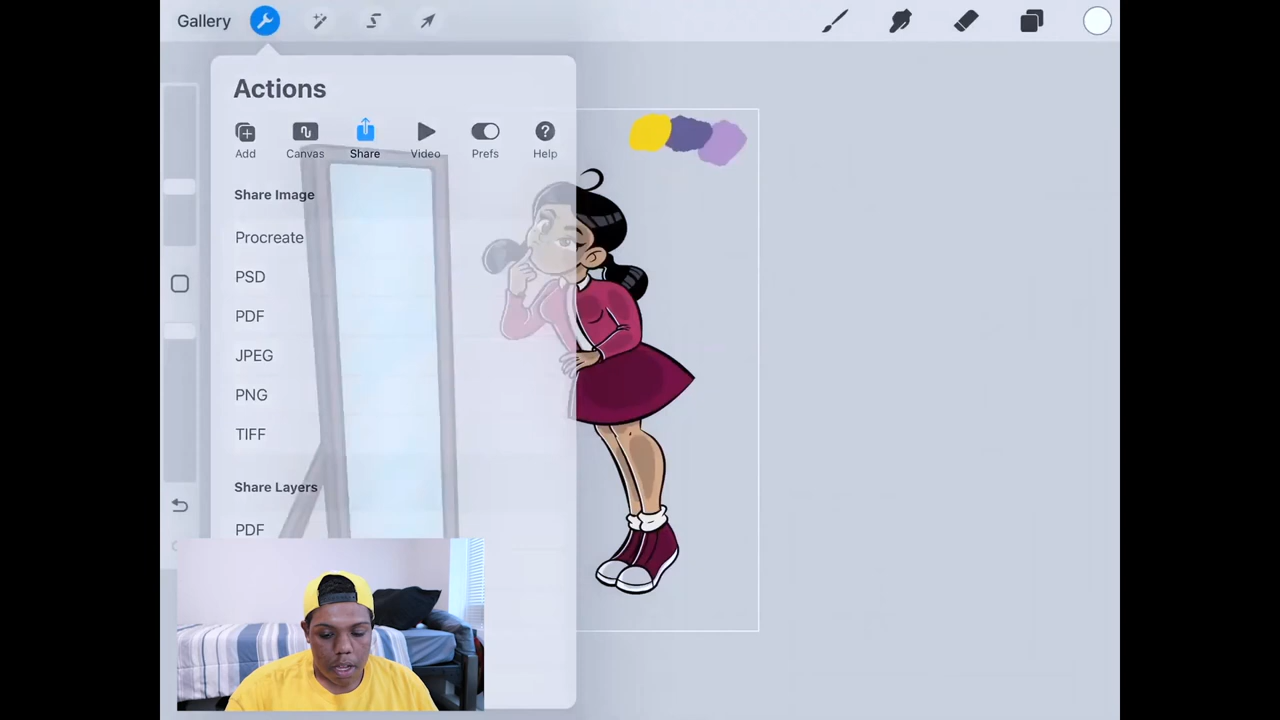 Gallery
Actions
Add Canvas Share Video Prefs Help
Share Image
Procreate
PSD
PDF
JPEG
PNG
TIFF
Share Layers
PDF